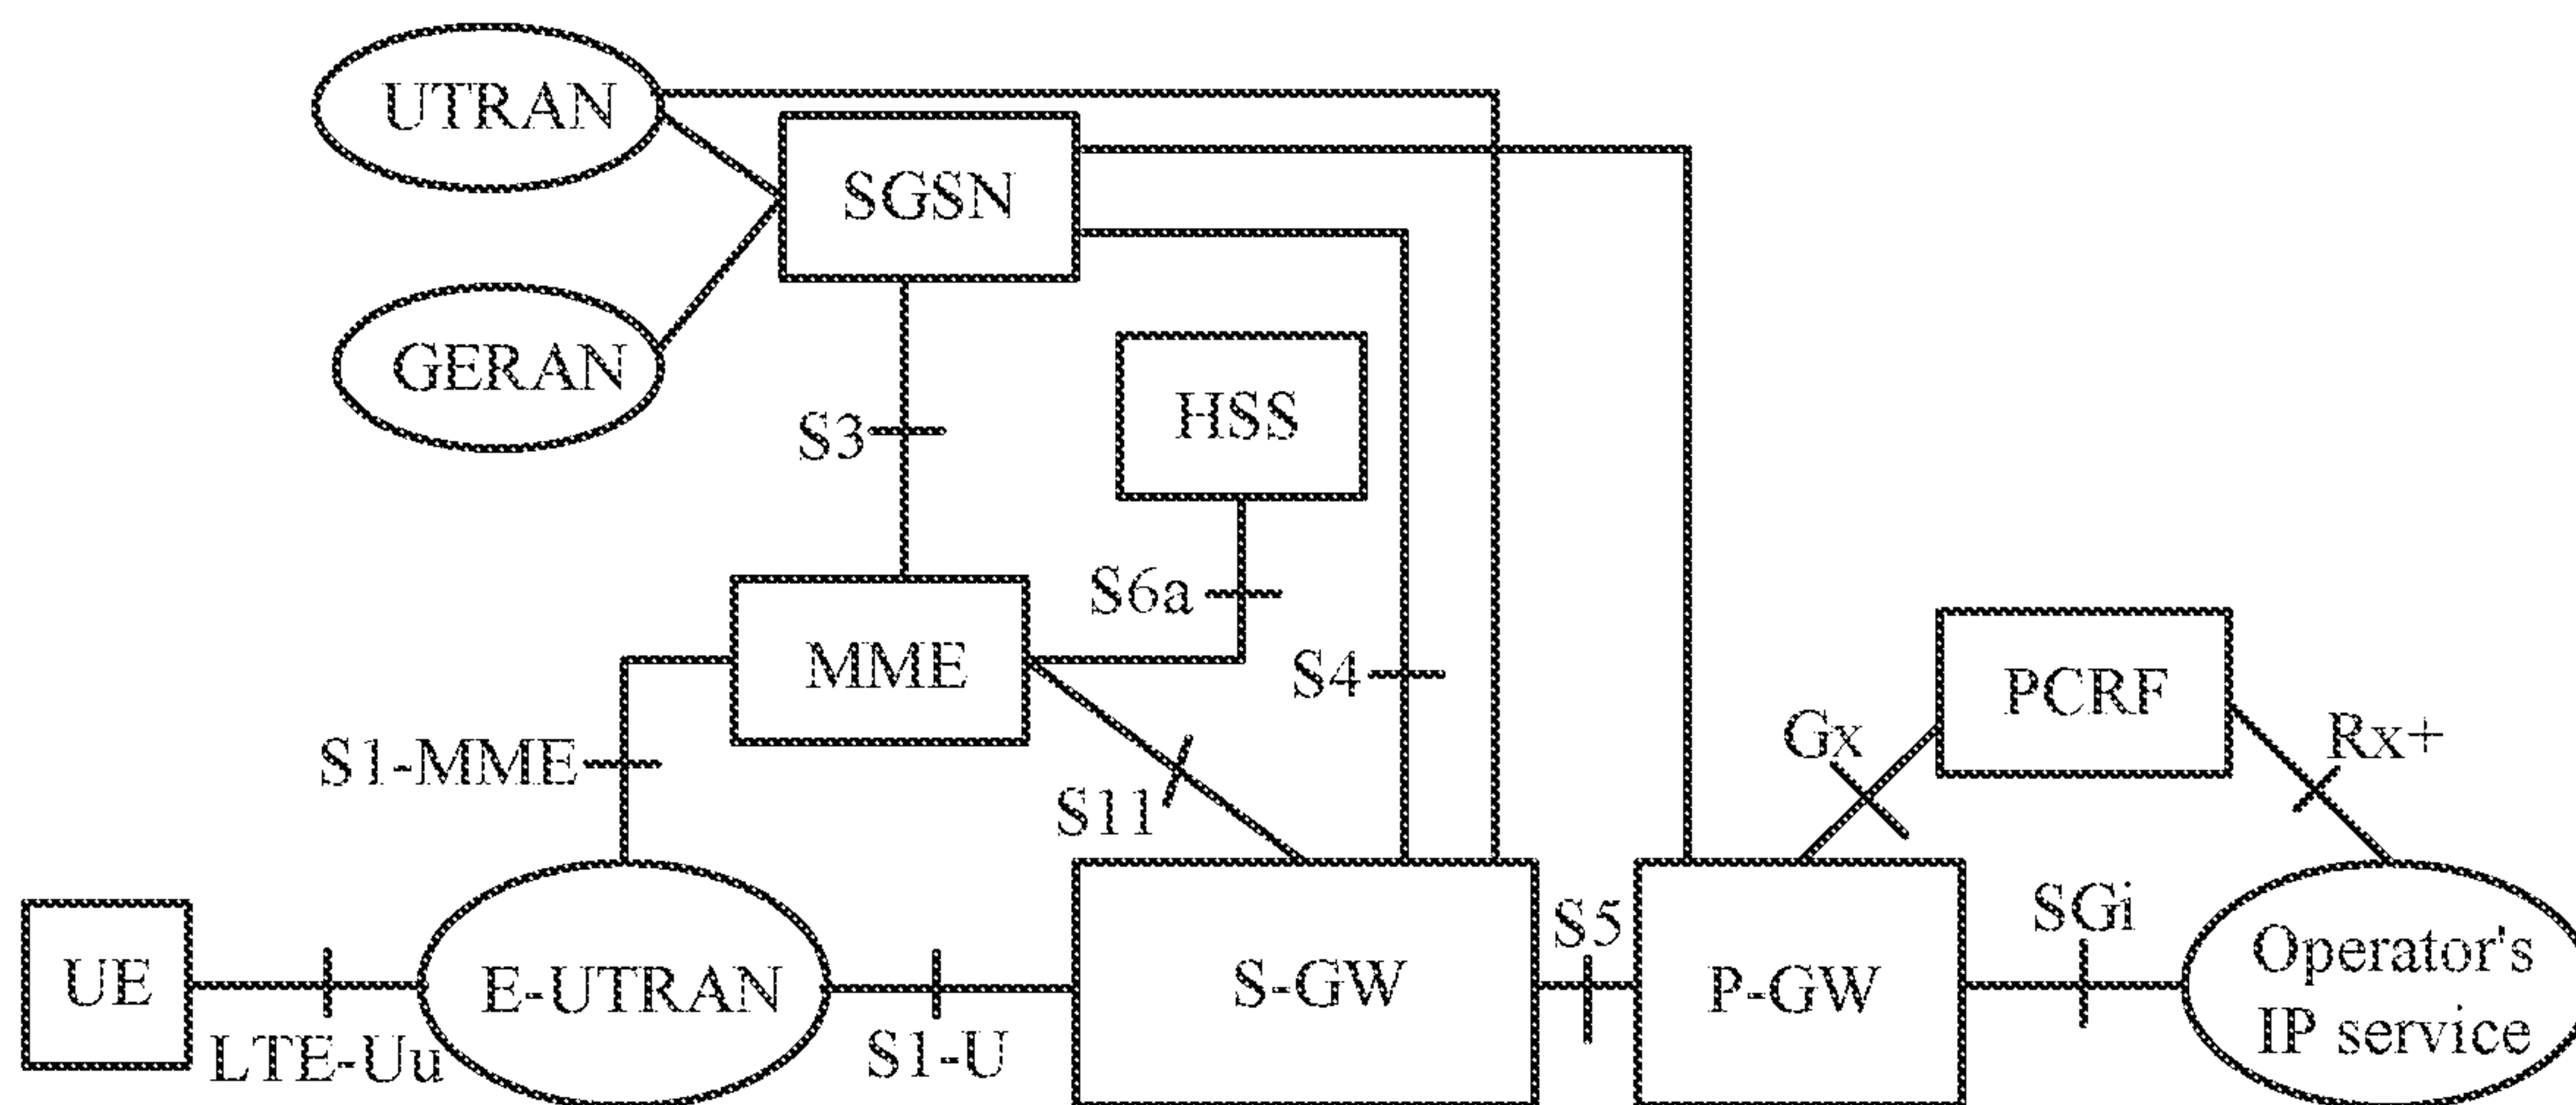 UTRAN
SGSN
GERAN
HSS
S3
S6a
MME
S4
PCRF
Gx
Rx+
S1-MME
S11
S5
SGi
UE
E-UTRAN
S-GW
P-GW
Operator's
IP service
LTE-Uu
S1-U